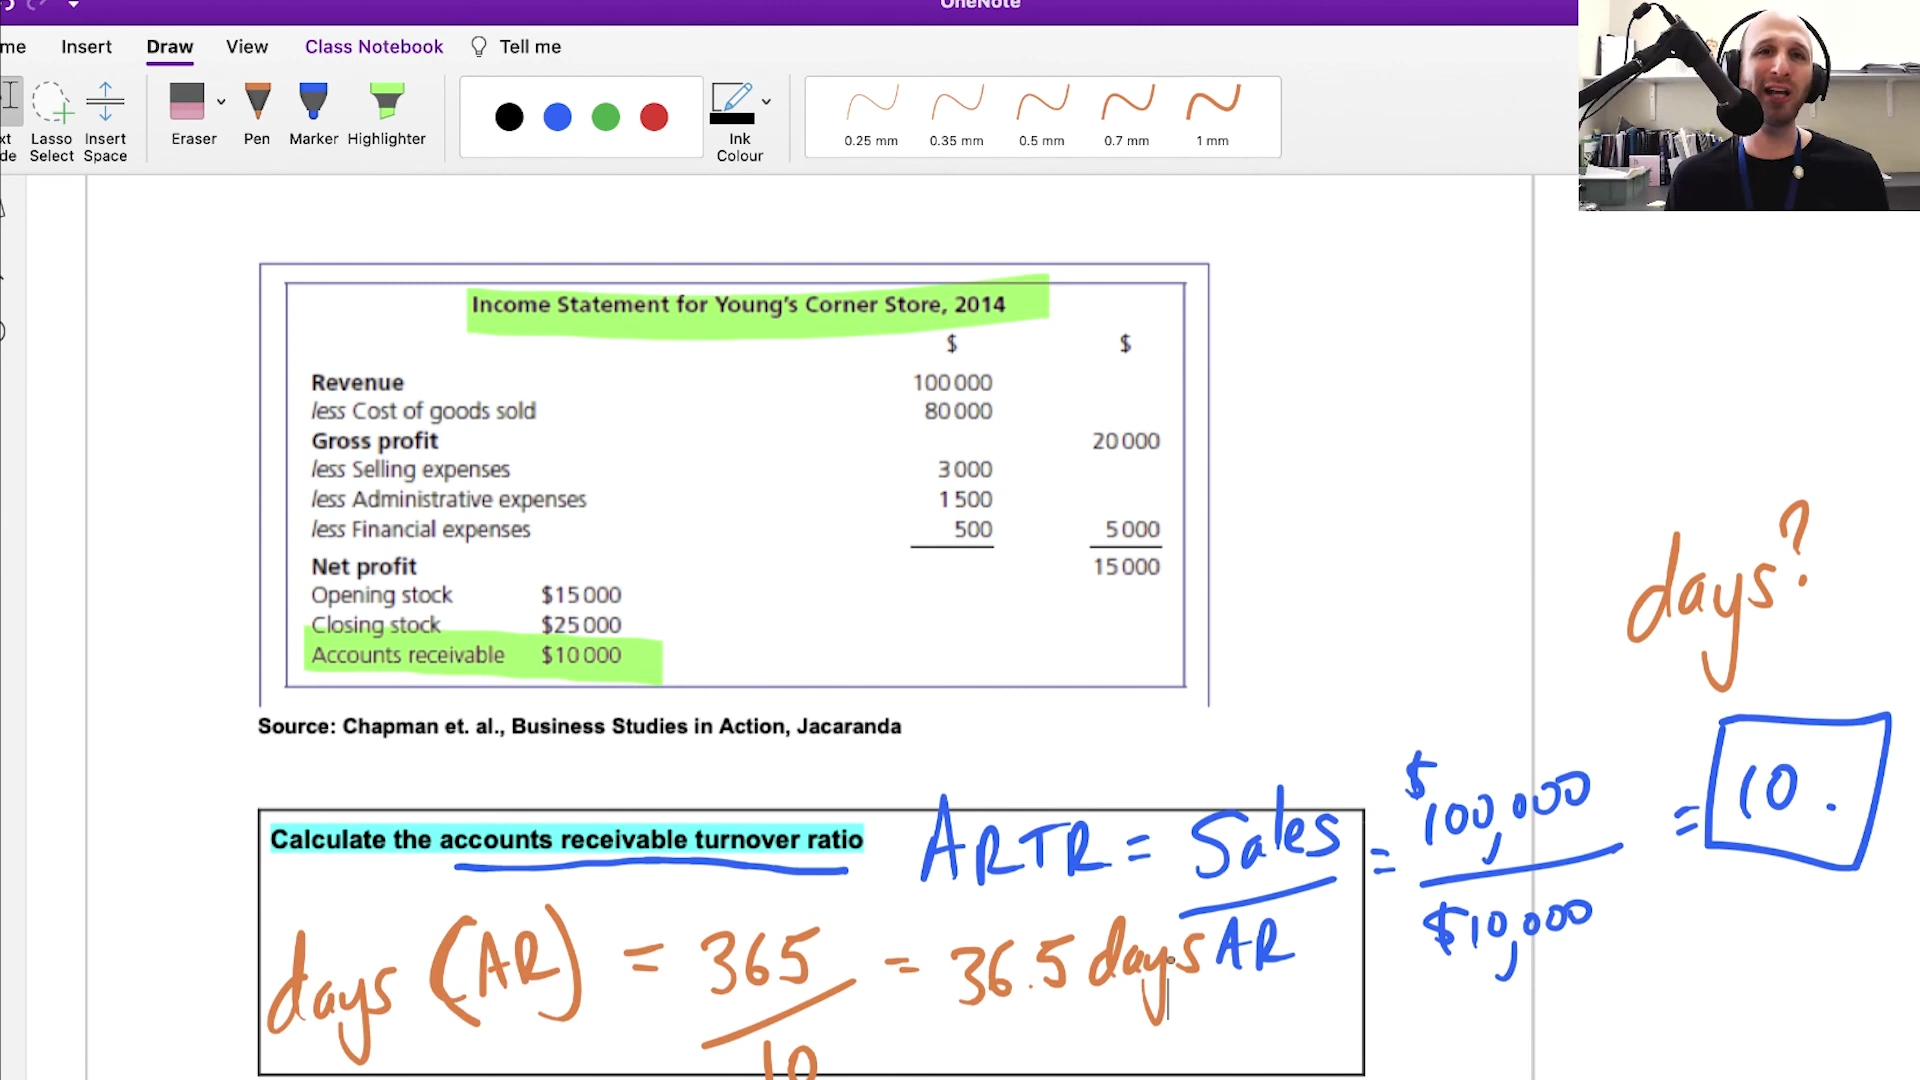 OneNote
me Insert Draw View Class Notebook Tell me
Lasso Select
Insert Space
Eraser
Pen
Marker
Highlighter
Ink Colour
0.25 mm 0.35 mm 0.5 mm 0.7 mm 1 mm
Income Statement for Young's Corner Store, 2014
$ $
Revenue 100 000
less Cost of goods sold 80 000
Gross profit 20 000
less Selling expenses 3 000
less Administrative expenses 1 500
less Financial expenses 500 5 000
Net profit 15 000
Opening stock $15 000
Closing stock $25 000
Accounts receivable $10 000
days?
Source: Chapman et. al., Business Studies in Action, Jacaranda
Calculate the accounts receivable turnover ratio
ARTR = Sales / AR = $100,000 / $10,000 = 10.
days (AR) = 365 / 10 = 36.5 days